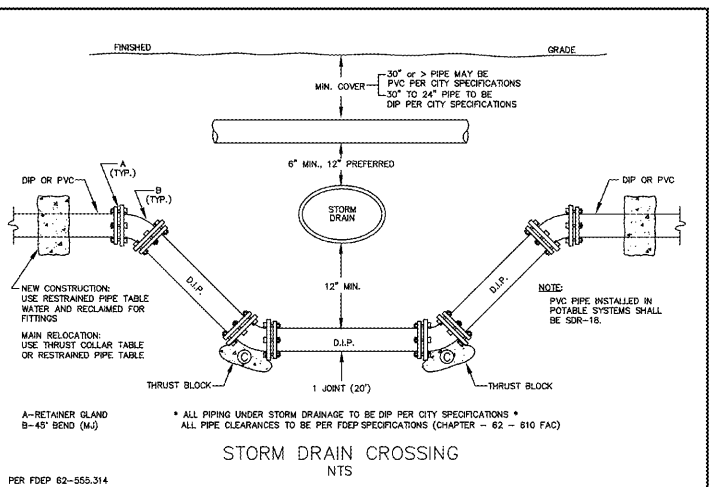 FINISHED
GRADE
MIN. COVER
30" or > PIPE MAY BE
PVC PER CITY SPECIFICATIONS
30" TO 24" PIPE TO BE
DIP PER CITY SPECIFICATIONS
6" MIN., 12" PREFERRED
A
(TYP.)
B
(TYP.)
DIP OR PVC
DIP OR PVC
STORM
DRAIN
D.I.P.
D.I.P.
12" MIN.
NEW CONSTRUCTION:
USE RESTRAINED PIPE TABLE
WATER AND RECLAIMED FOR
FITTINGS
MAIN RELOCATION:
USE THRUST COLLAR TABLE
OR RESTRAINED PIPE TABLE
NOTE:
PVC PIPE INSTALLED IN
POTABLE SYSTEMS SHALL
BE SDR-18.
D.I.P.
THRUST BLOCK
1 JOINT (20')
THRUST BLOCK
A-RETAINER GLAND
B-45° BEND (MJ)
* ALL PIPING UNDER STORM DRAINAGE TO BE DIP PER CITY SPECIFICATIONS *
ALL PIPE CLEARANCES TO BE PER FDEP SPECIFICATIONS (CHAPTER - 62 - 610 FAC)
STORM DRAIN CROSSING
NTS
PER FDEP 62-555.314